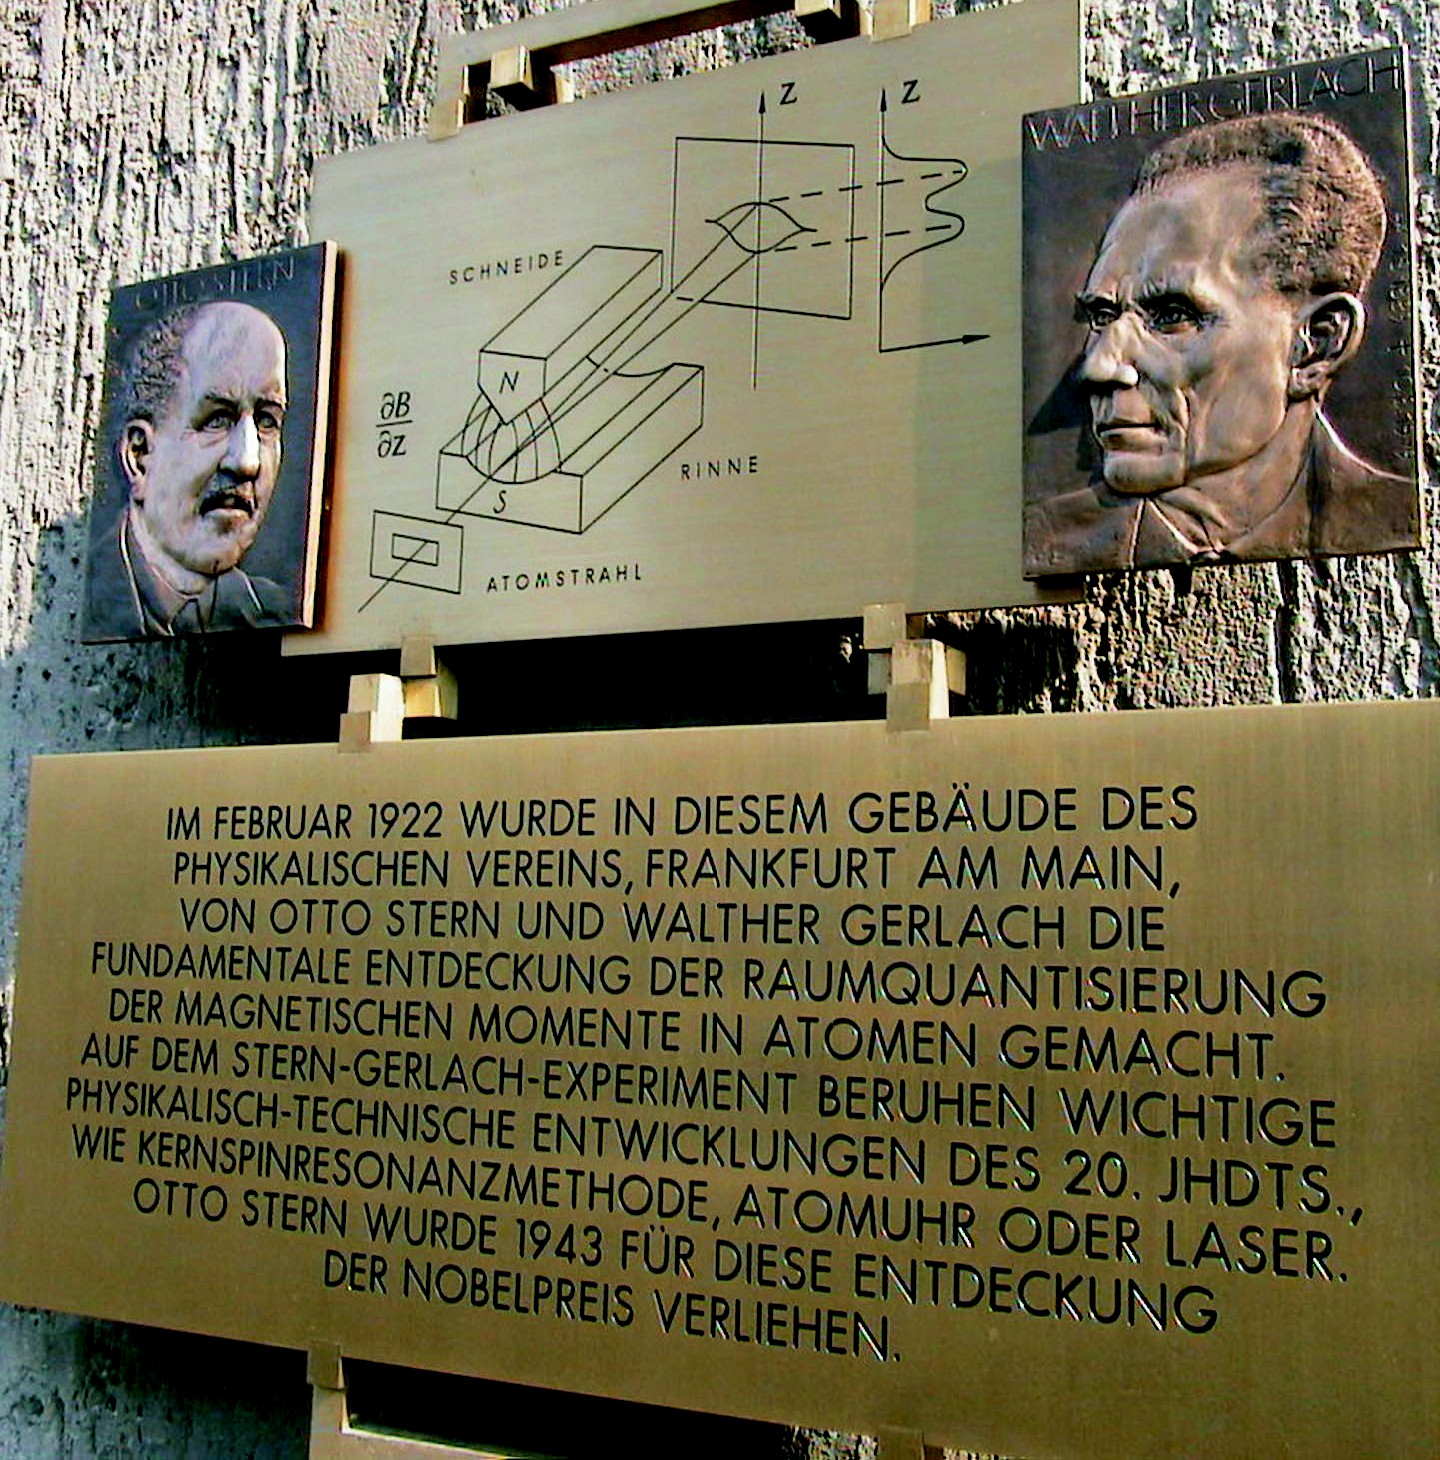 Z
Z
WALTHER GERLACH
OTTO STERN
SCHNEIDE
N
∂B
∂Z
RINNE
S
ATOMSTRAHL
IM FEBRUAR 1922 WURDE IN DIESEM GEBÄUDE DES
PHYSIKALISCHEN VEREINS, FRANKFURT AM MAIN,
VON OTTO STERN UND WALTHER GERLACH DIE
FUNDAMENTALE ENTDECKUNG DER RAUMQUANTISIERUNG
DER MAGNETISCHEN MOMENTE IN ATOMEN GEMACHT.
AUF DEM STERN-GERLACH-EXPERIMENT BERUHEN WICHTIGE
PHYSIKALISCH-TECHNISCHE ENTWICKLUNGEN DES 20. JHDTS.,
WIE KERNSPINRESONANZMETHODE, ATOMUHR ODER LASER.
OTTO STERN WURDE 1943 FÜR DIESE ENTDECKUNG
DER NOBELPREIS VERLIEHEN.